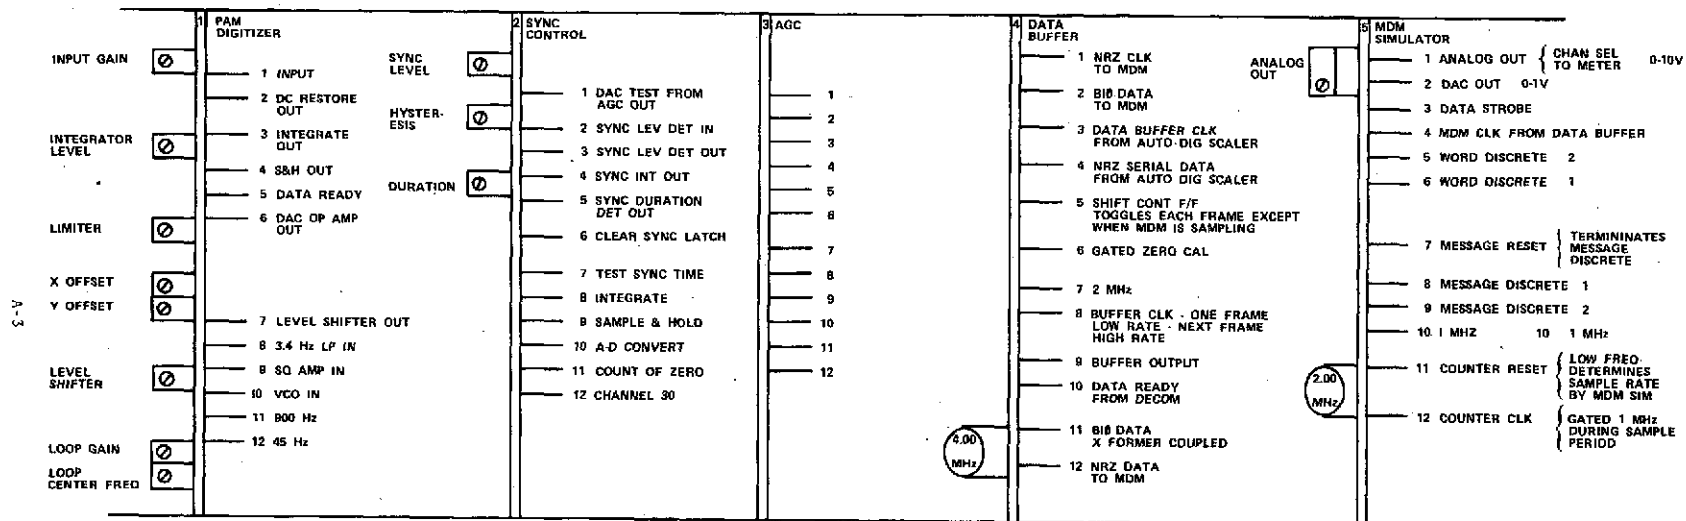 A-3
INPUT GAIN
INTEGRATOR
LEVEL
LIMITER
X OFFSET
Y OFFSET
LEVEL
SHIFTER
LOOP GAIN
LOOP
CENTER FREQ
1 PAM
DIGITIZER
1 INPUT
2 DC RESTORE
OUT
3 INTEGRATE
OUT
4 S&H OUT
5 DATA READY
6 DAC OP AMP
OUT
7 LEVEL SHIFTER OUT
8 3.4 Hz LP IN
9 SQ AMP IN
10 VCO IN
11 900 Hz
12 45 Hz
SYNC
LEVEL
HYSTER-
ESIS
DURATION
2 SYNC
CONTROL
1 DAC TEST FROM
AGC OUT
2 SYNC LEV DET IN
3 SYNC LEV DET OUT
4 SYNC INT OUT
5 SYNC DURATION
DET OUT
6 CLEAR SYNC LATCH
7 TEST SYNC TIME
8 INTEGRATE
9 SAMPLE & HOLD
10 A-D CONVERT
11 COUNT OF ZERO
12 CHANNEL 30
3 AGC
1
2
3
4
5
6
7
8
9
10
11
12
4.00
MHz
4 DATA
BUFFER
1 NRZ CLK
TO MDM
2 BIΦ DATA
TO MDM
3 DATA BUFFER CLK
FROM AUTO-DIG SCALER
4 NRZ SERIAL DATA
FROM AUTO DIG SCALER
5 SHIFT CONT F/F
TOGGLES EACH FRAME EXCEPT
WHEN MDM IS SAMPLING
6 GATED ZERO CAL
7 2 MHz
8 BUFFER CLK - ONE FRAME
LOW RATE - NEXT FRAME
HIGH RATE
9 BUFFER OUTPUT
10 DATA READY
FROM DECOM
11 BIΦ DATA
X FORMER COUPLED
12 NRZ DATA
TO MDM
ANALOG
OUT
2.00
MHz
5 MDM
SIMULATOR
1 ANALOG OUT { CHAN SEL 0-10V
TO METER
2 DAC OUT 0-1V
3 DATA STROBE
4 MDM CLK FROM DATA BUFFER
5 WORD DISCRETE 2
6 WORD DISCRETE 1
7 MESSAGE RESET { TERMININATES
MESSAGE
DISCRETE
8 MESSAGE DISCRETE 1
9 MESSAGE DISCRETE 2
10 I MHZ 10 1 MHz
11 COUNTER RESET { LOW FREQ-
DETERMINES
SAMPLE RATE
BY MDM SIM
12 COUNTER CLK { GATED 1 MHz
DURING SAMPLE
PERIOD